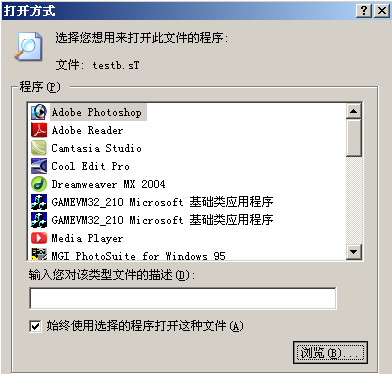 打开方式
选择您想用来打开此文件的程序:
文件: testb.sT
程序(P)
Adobe Photoshop
Adobe Reader
Camtasia Studio
Cool Edit Pro
Dreamweaver MX 2004
GAMEVM32_210 Microsoft 基础类应用程序
GAMEVM32_210 Microsoft 基础类应用程序
Media Player
MGI PhotoSuite for Windows 95
输入您对该类型文件的描述(D):
始终使用选择的程序打开这种文件(A)
浏览(B)...